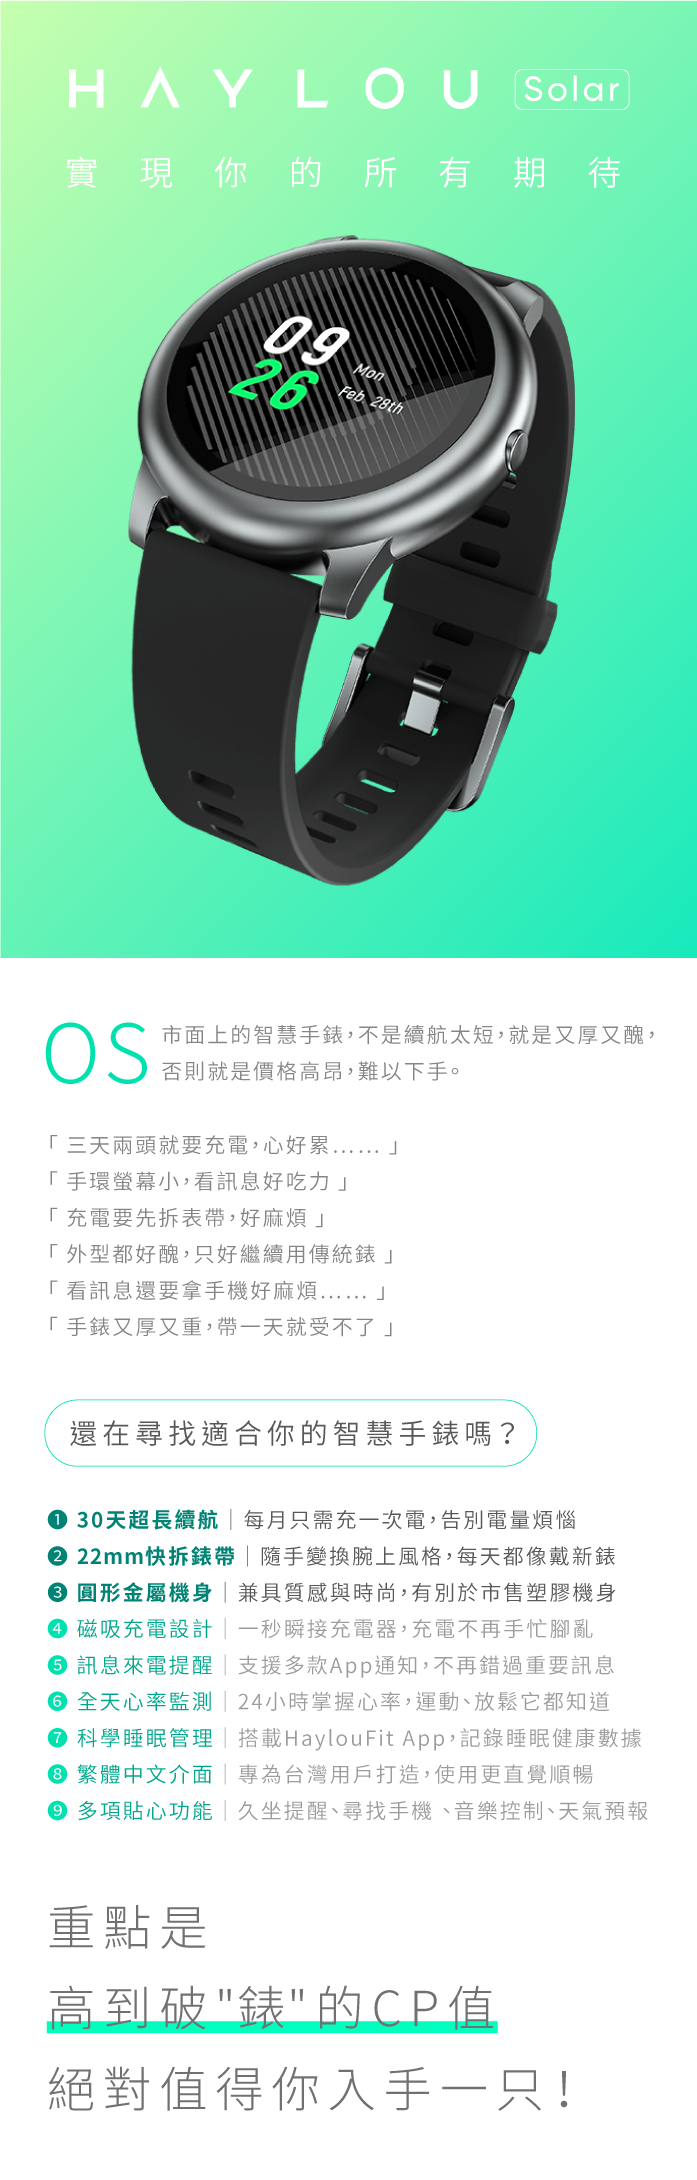 HAYLOU Solar
實現你的所有期待
09
26
Mon
Feb 28th
OS
市面上的智慧手錶，不是續航太短，就是又厚又醜，
否則就是價格高昂，難以下手。
「 三天兩頭就要充電，心好累...... 」
「 手環螢幕小，看訊息好吃力 」
「 充電要先拆表帶，好麻煩 」
「 外型都好醜，只好繼續用傳統錶 」
「 看訊息還要拿手機好麻煩...... 」
「 手錶又厚又重，帶一天就受不了 」
還在尋找適合你的智慧手錶嗎？
❶ 30天超長續航｜每月只需充一次電，告別電量煩惱
❷ 22mm快拆錶帶｜隨手變換腕上風格，每天都像戴新錶
❸ 圓形金屬機身｜兼具質感與時尚，有別於市售塑膠機身
❹ 磁吸充電設計｜一秒瞬接充電器，充電不再手忙腳亂
❺ 訊息來電提醒｜支援多款App通知，不再錯過重要訊息
❻ 全天心率監測｜24小時掌握心率，運動、放鬆它都知道
❼ 科學睡眠管理｜搭載HaylouFit App，記錄睡眠健康數據
❽ 繁體中文介面｜專為台灣用戶打造，使用更直覺順暢
❾ 多項貼心功能｜久坐提醒、尋找手機 、音樂控制、天氣預報
重點是
高到破"錶"的CP值
絕對值得你入手一只！